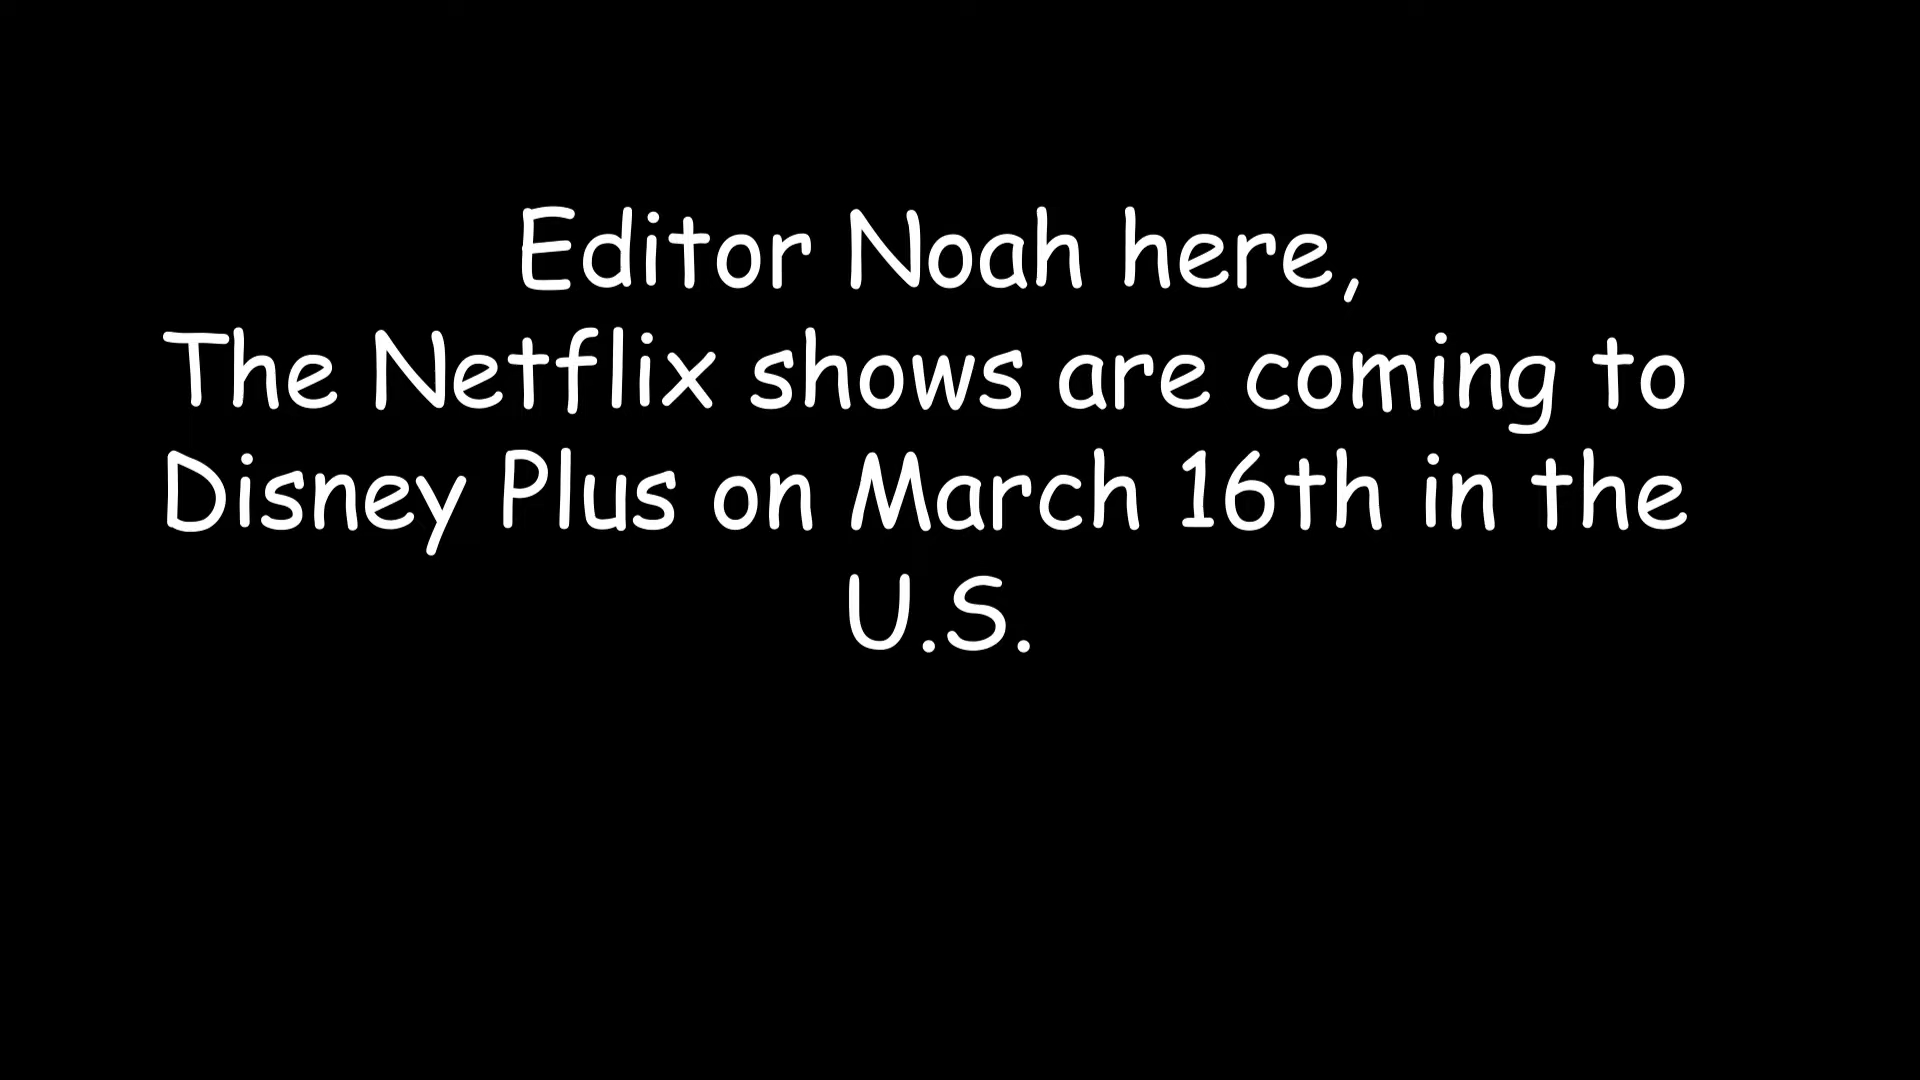 Editor Noah here,
The Netflix shows are coming to
Disney Plus on March 16th in the
U.S.